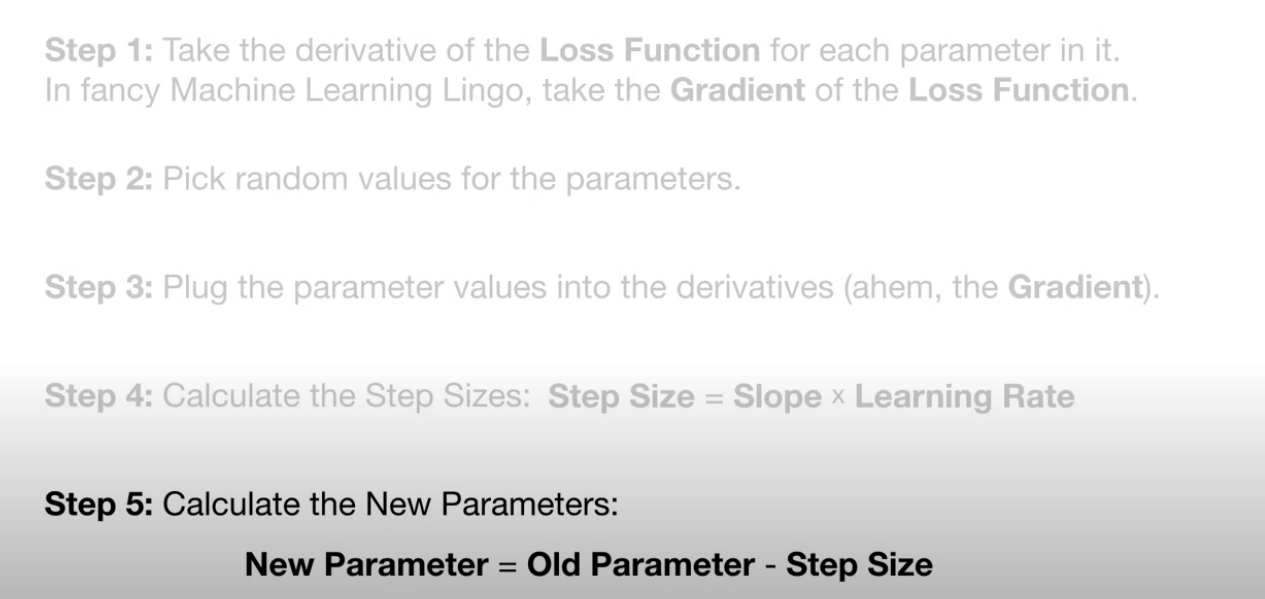 Step 1: Take the derivative of the Loss Function for each parameter in it.
In fancy Machine Learning Lingo, take the Gradient of the Loss Function.
Step 2: Pick random values for the parameters.
Step 3: Plug the parameter values into the derivatives (ahem, the Gradient).
Step 4: Calculate the Step Sizes: Step Size = Slope × Learning Rate
Step 5: Calculate the New Parameters:
New Parameter = Old Parameter - Step Size